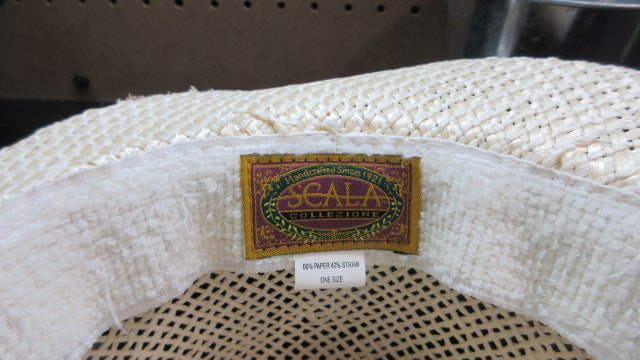 Handcrafted Since 1921
SCALA
COLLEZIONE
60% PAPER 40% STRAW
ONE SIZE